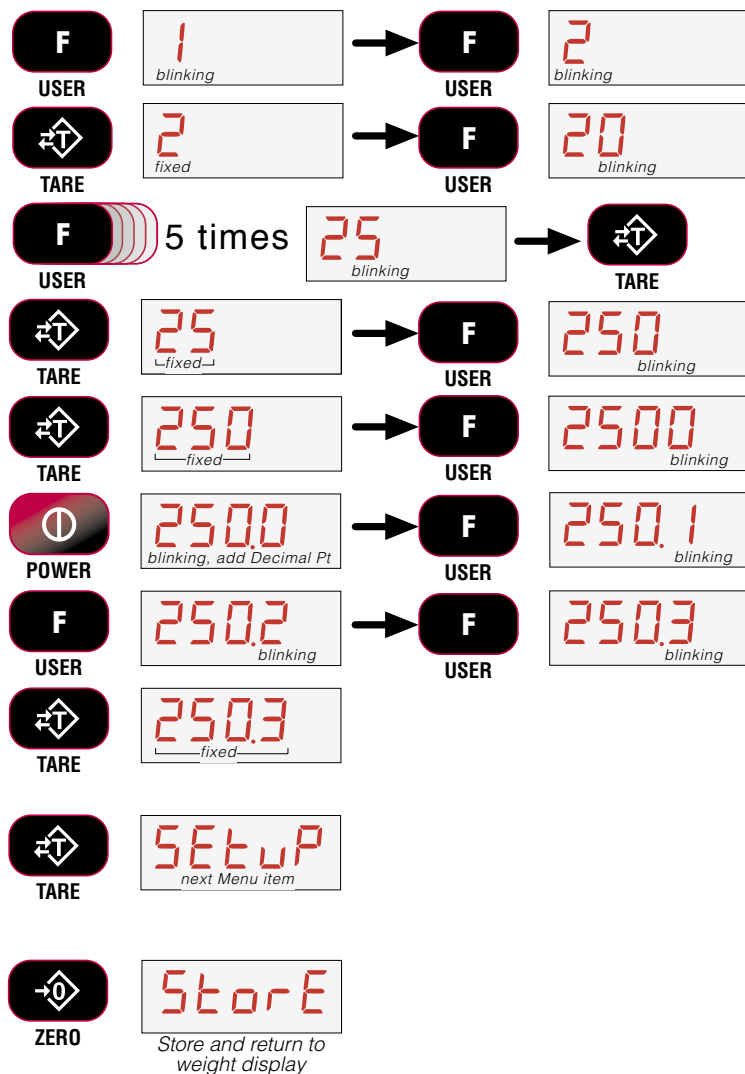 F 1 F 2
blinking blinking
USER USER
T 2 F 20
fixed blinking
TARE USER
F 5 times 25 T
blinking
USER TARE
T 25 F 250
fixed blinking
TARE USER
T 250 F 2500
fixed blinking
TARE USER
250.0 F 250.1
blinking, add Decimal Pt blinking
POWER USER
F 250.2 F 250.3
blinking blinking
USER USER
T 250.3
fixed
TARE
T SEtuP
next Menu item
TARE
0 StorE
ZERO
Store and return to
weight display